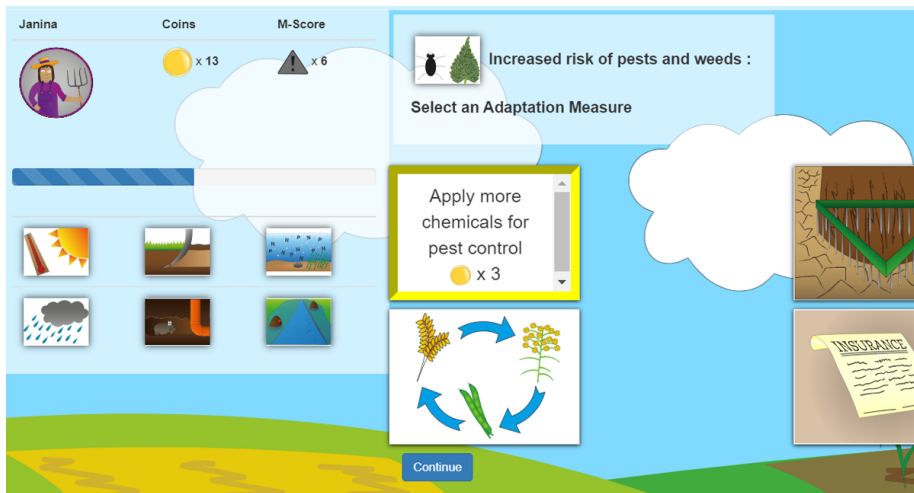 Janina
Coins
M-Score
x 13
x 6
Increased risk of pests and weeds :
Select an Adaptation Measure
Apply more
chemicals for
pest control
x 3
N N P N P
INSURANCE
Continue